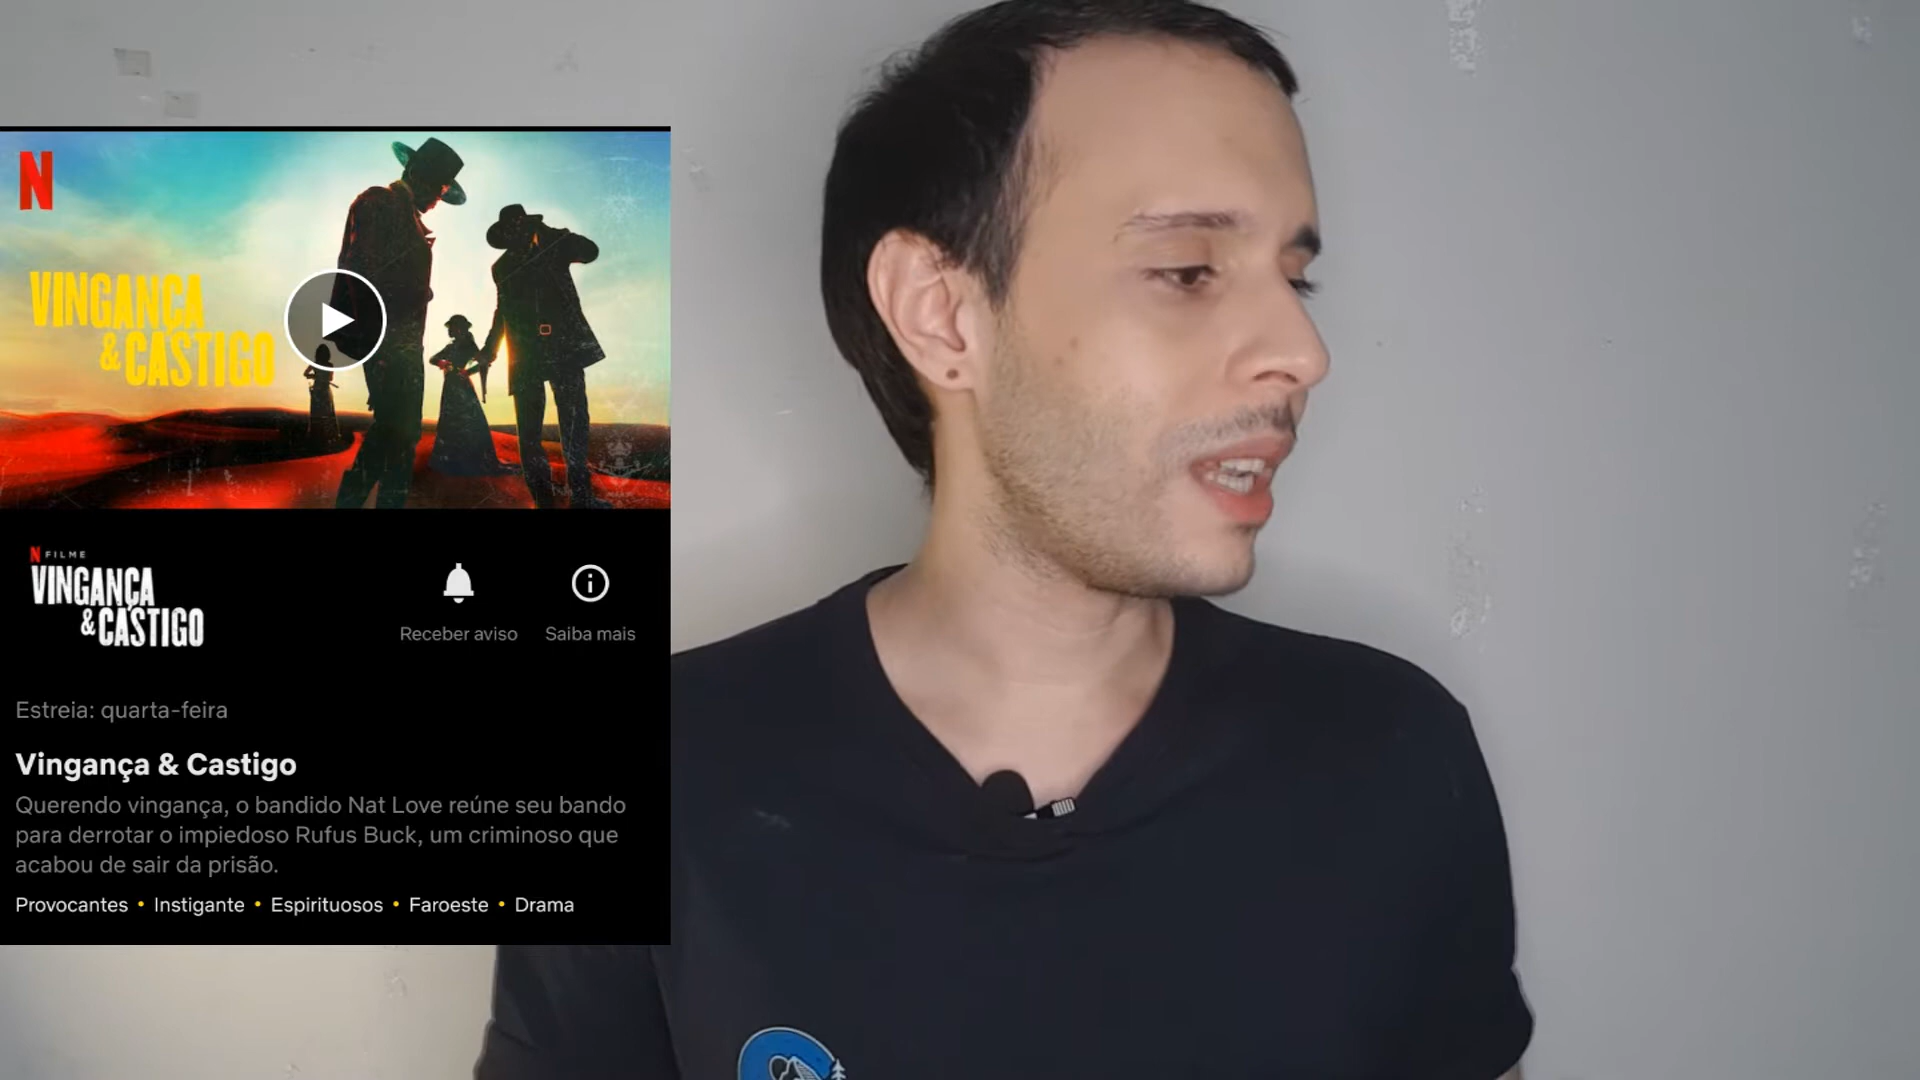 N
VINGANÇA
& CASTIGO
N FILME
VINGANÇA
& CASTIGO
Receber aviso
Saiba mais
Estreia: quarta-feira
Vingança & Castigo
Querendo vingança, o bandido Nat Love reúne seu bando
para derrotar o impiedoso Rufus Buck, um criminoso que
acabou de sair da prisão.
Provocantes • Instigante • Espirituosos • Faroeste • Drama